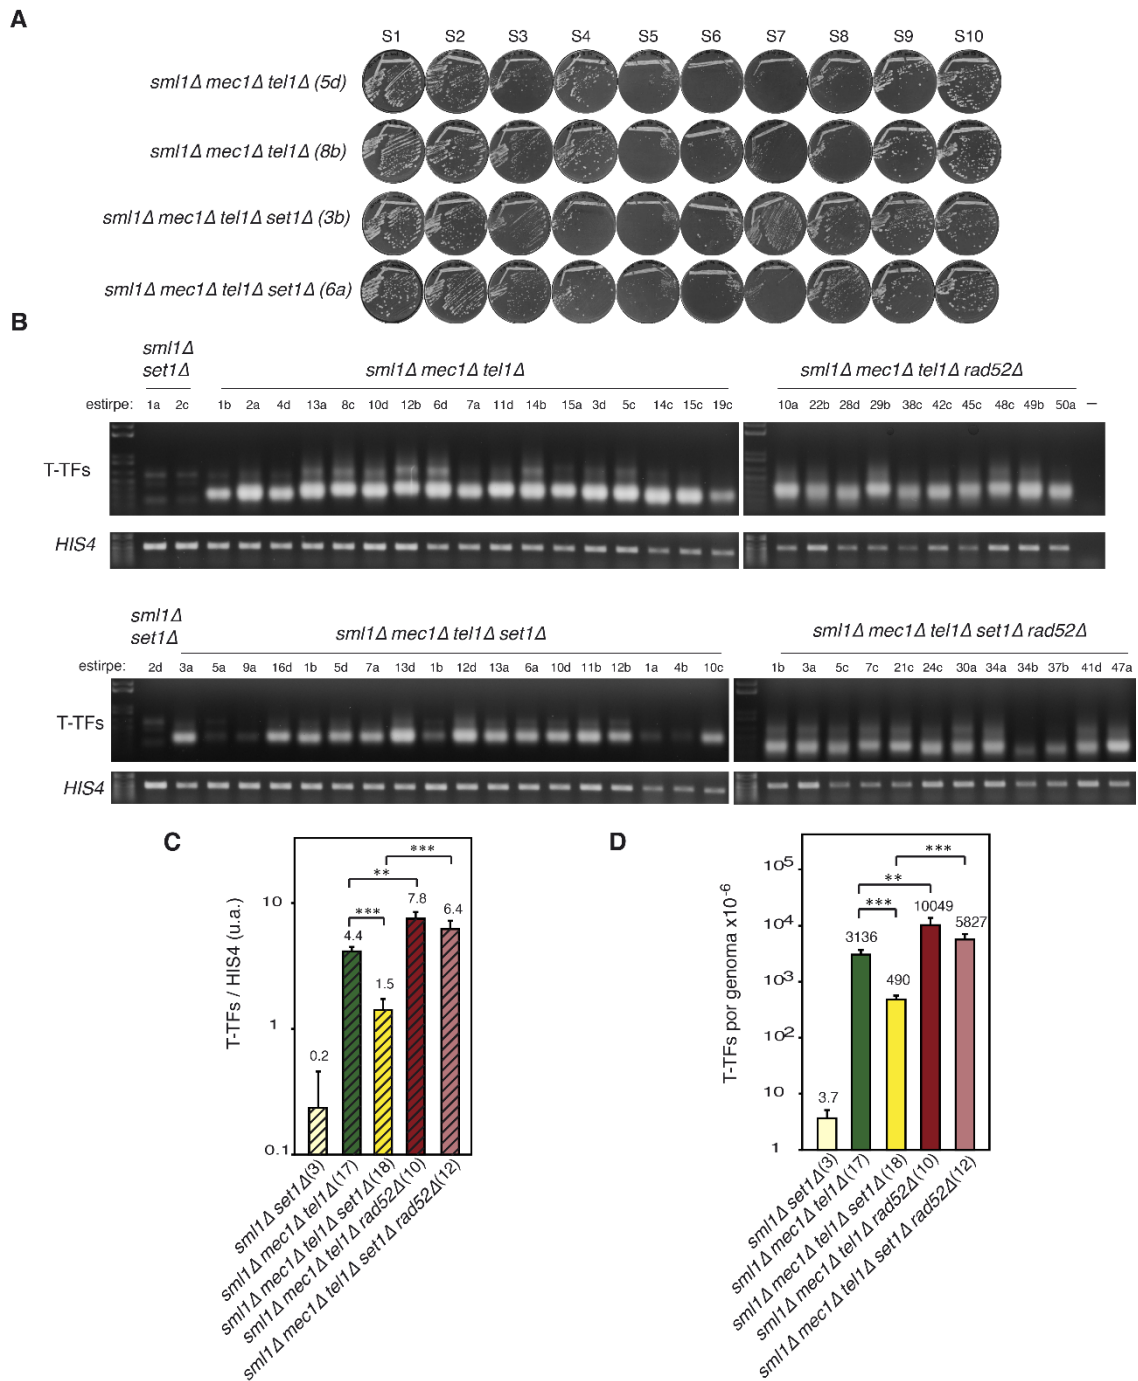 A
S1 S2 S3 S4 S5 S6 S7 S8 S9 S10
sml1Δ mec1Δ tel1Δ (5d)
sml1Δ mec1Δ tel1Δ (8b)
sml1Δ mec1Δ tel1Δ set1Δ (3b)
sml1Δ mec1Δ tel1Δ set1Δ (6a)
B
sml1Δ
set1Δ
sml1Δ mec1Δ tel1Δ
sml1Δ mec1Δ tel1Δ rad52Δ
estirpe: 1a 2c 1b 2a 4d 13a 8c 10d 12b 6d 7a 11d 14b 15a 3d 5c 14c 15c 19c 10a 22b 28d 29b 38c 42c 45c 48c 49b 50a –
T-TFs
HIS4
sml1Δ
set1Δ
sml1Δ mec1Δ tel1Δ set1Δ
sml1Δ mec1Δ tel1Δ set1Δ rad52Δ
estirpe: 2d 3a 5a 9a 16d 1b 5d 7a 13d 1b 12d 13a 6a 10d 11b 12b 1a 4b 10c 1b 3a 5c 7c 21c 24c 30a 34a 34b 37b 41d 47a
T-TFs
HIS4
C
T-TFs / HIS4 (u.a.)
10
1
0.1
***
**
***
0.2
4.4
1.5
7.8
6.4
sml1Δ set1Δ(3)
sml1Δ mec1Δ tel1Δ(17)
sml1Δ mec1Δ tel1Δ set1Δ(18)
sml1Δ mec1Δ tel1Δ rad52Δ(10)
sml1Δ mec1Δ tel1Δ set1Δ rad52Δ(12)
D
T-TFs por genoma x10⁻⁶
10⁵
10⁴
10³
10²
10
1
***
**
***
3.7
3136
490
10049
5827
sml1Δ set1Δ(3)
sml1Δ mec1Δ tel1Δ(17)
sml1Δ mec1Δ tel1Δ set1Δ(18)
sml1Δ mec1Δ tel1Δ rad52Δ(10)
sml1Δ mec1Δ tel1Δ set1Δ rad52Δ(12)